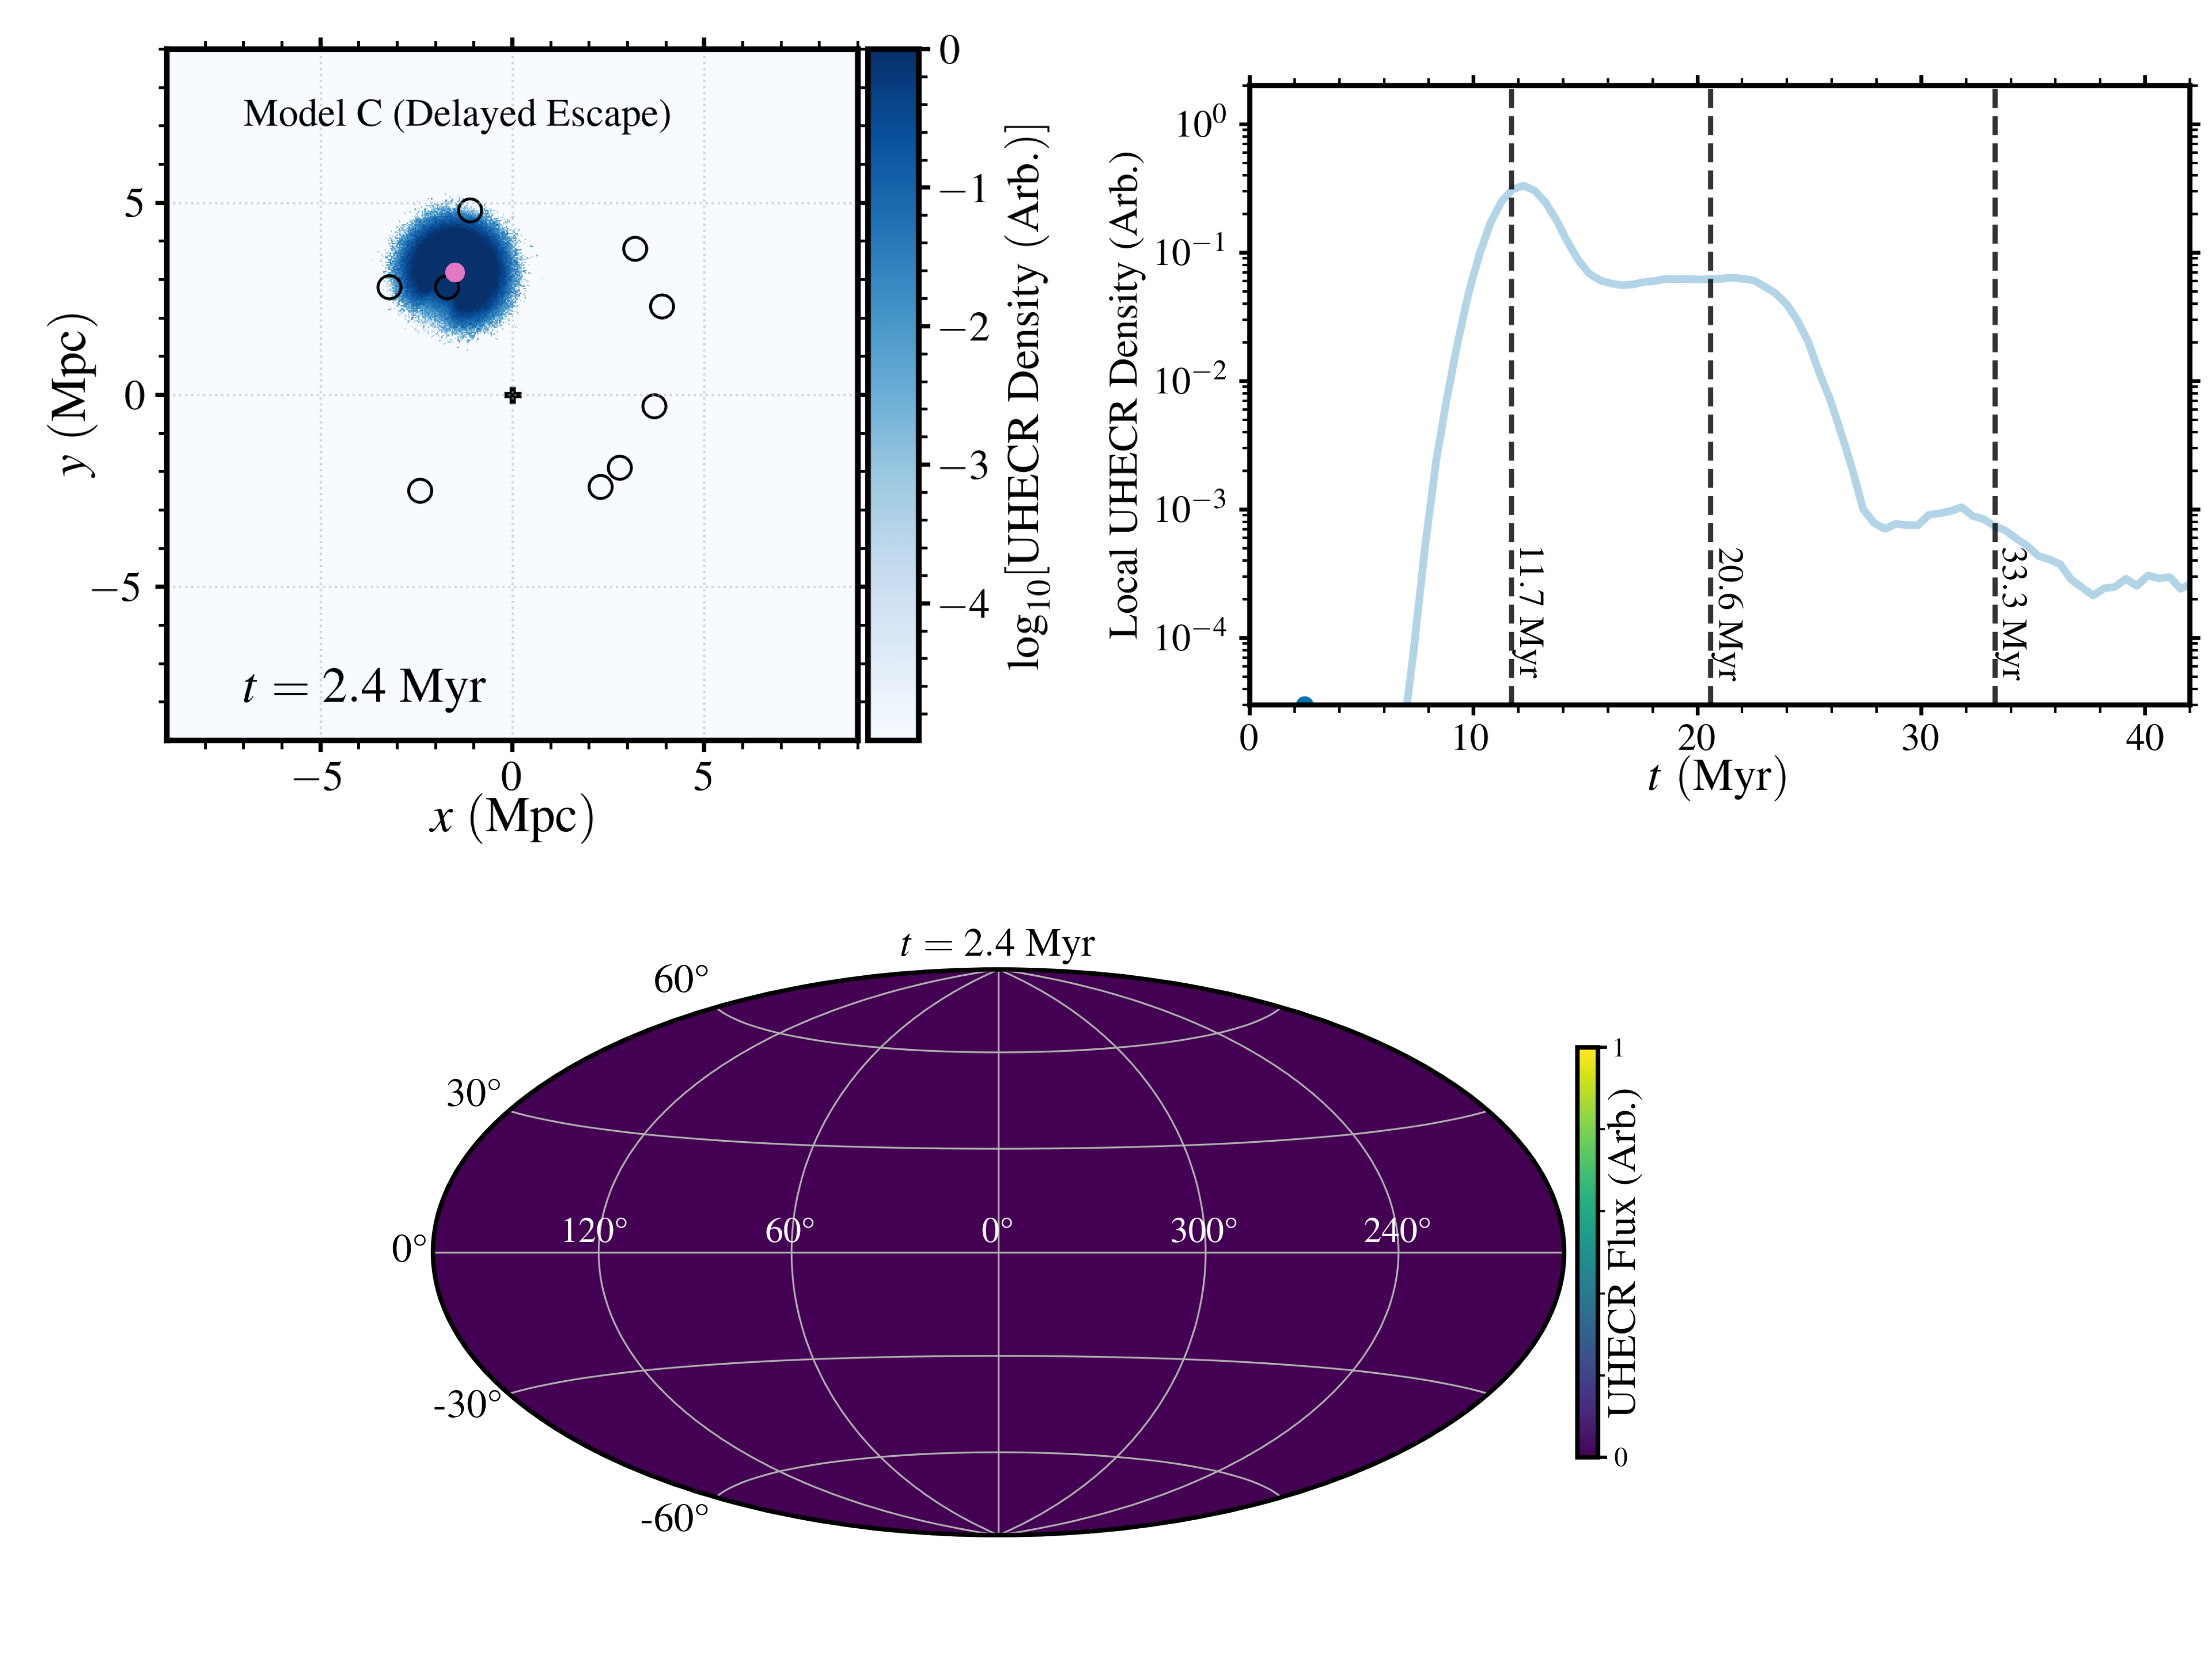 Model C (Delayed Escape)
t = 2.4 Myr
5
0
−5
y (Mpc)
−5
0
5
x (Mpc)
0
−1
−2
−3
−4
log10[UHECR Density (Arb.)]
10^0
10^−1
10^−2
10^−3
10^−4
Local UHECR Density (Arb.)
11.7 Myr
20.6 Myr
33.3 Myr
0
10
20
30
40
t (Myr)
t = 2.4 Myr
60°
30°
0°
-30°
-60°
120°
60°
0°
300°
240°
1
0
UHECR Flux (Arb.)